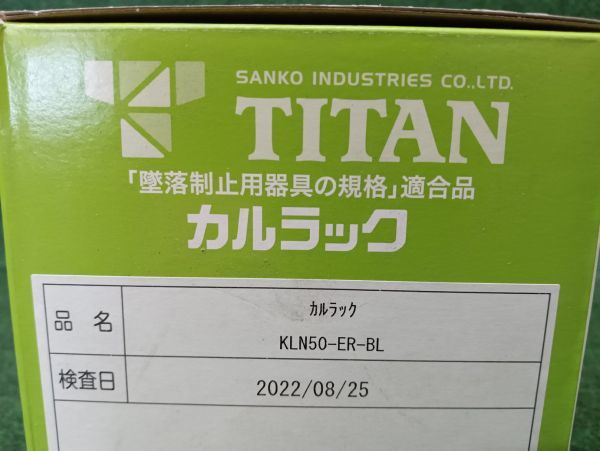 SANKO INDUSTRIES CO.,LTD.
TITAN
「墜落制止用器具の規格」適合品
カルラック
品名 ｶﾙﾗｯｸ
KLN50-ER-BL
検査日 2022/08/25